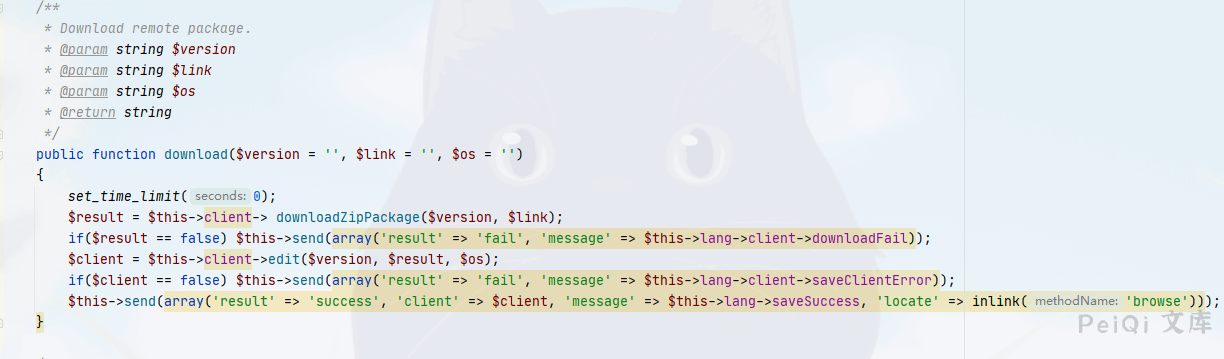 /**
 * Download remote package.
 * @param string $version
 * @param string $link
 * @param string $os
 * @return string
 */
public function download($version = '', $link = '', $os = '')
{
    set_time_limit( seconds: 0);
    $result = $this->client-> downloadZipPackage($version, $link);
    if($result == false) $this->send(array('result' => 'fail', 'message' => $this->lang->client->downloadFail));
    $client = $this->client->edit($version, $result, $os);
    if($client == false) $this->send(array('result' => 'fail', 'message' => $this->lang->client->saveClientError));
    $this->send(array('result' => 'success', 'client' => $client, 'message' => $this->lang->saveSuccess, 'locate' => inlink( methodName: 'browse')));
}
PeiQi 文库